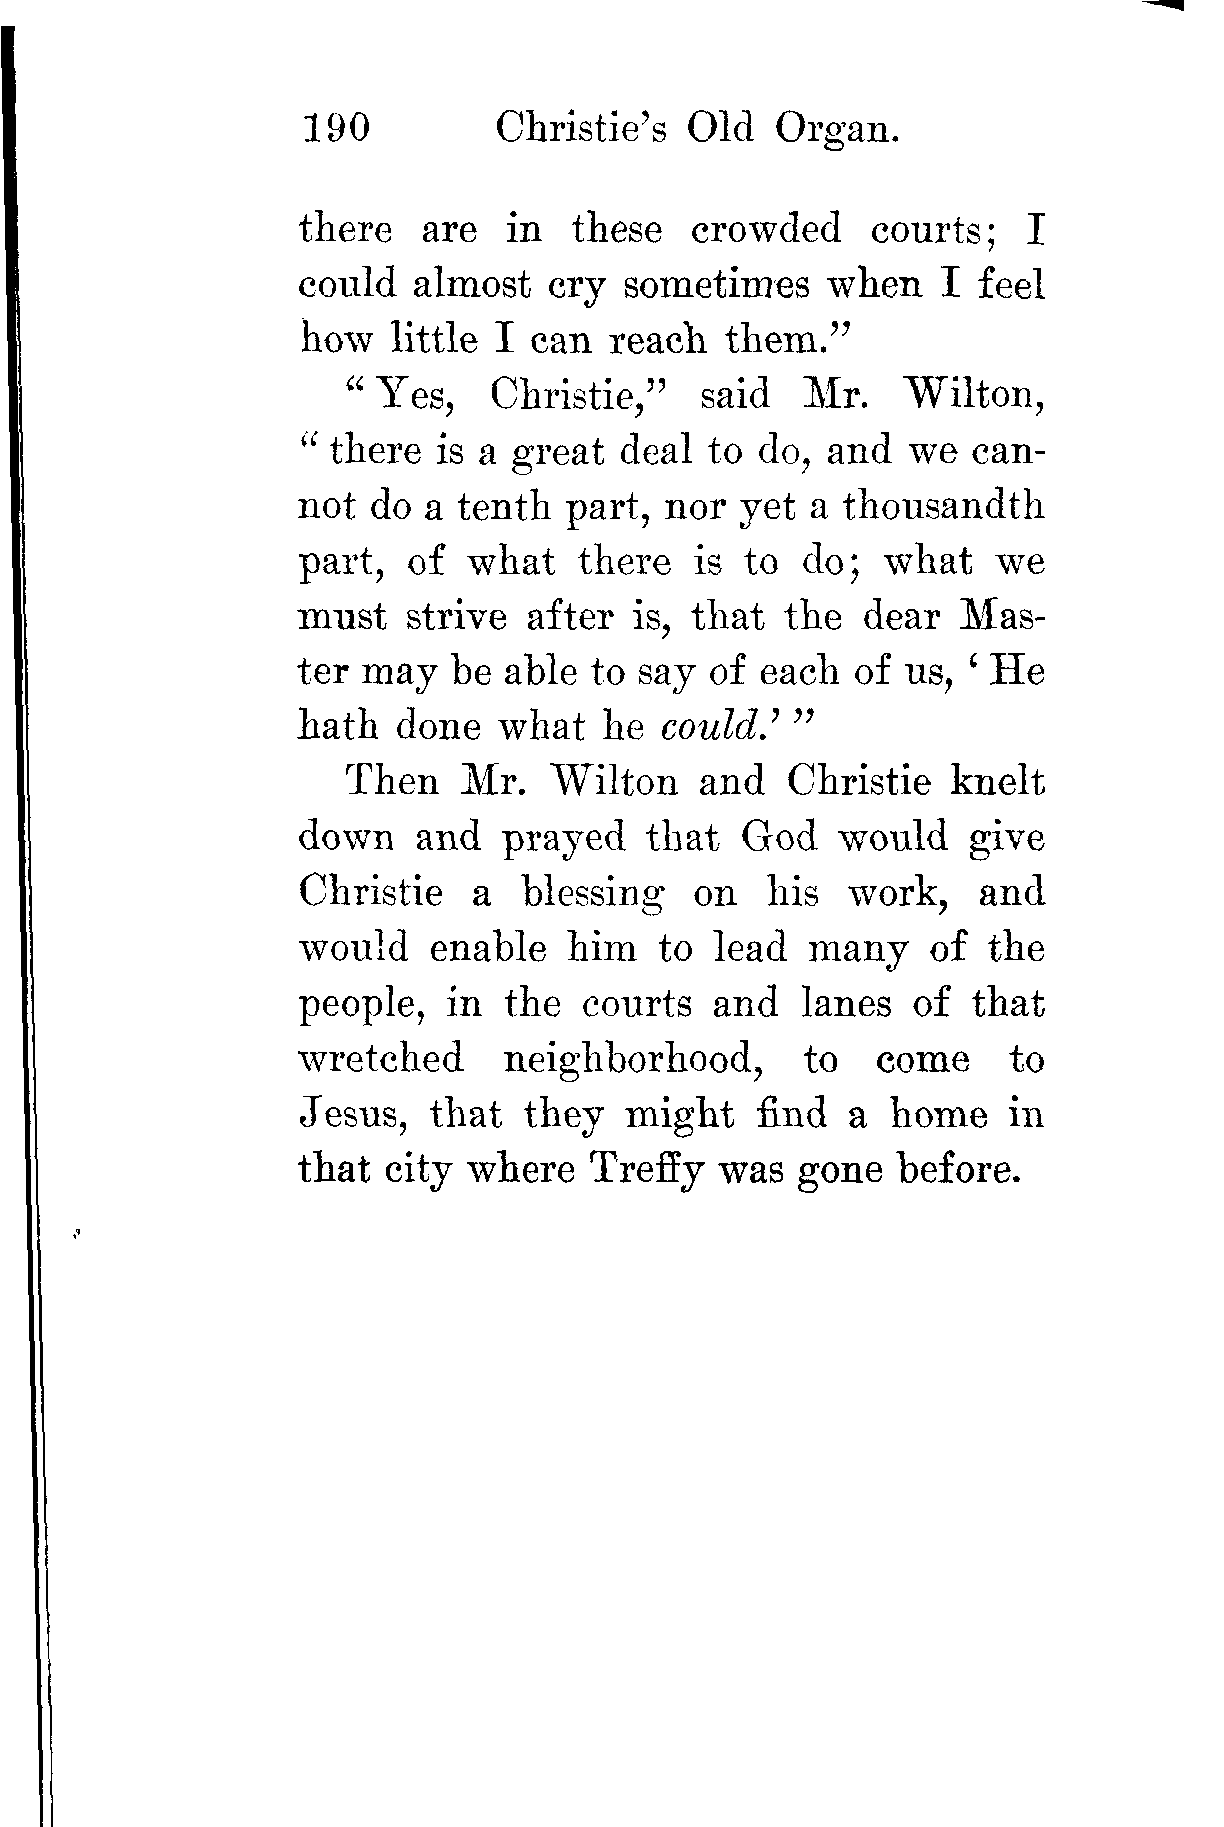 190 Christie's Old Organ.
there are in these crowded courts; I
could almost cry sometimes when I feel
how little I can reach them.”
“Yes, Christie,” said Mr. Wilton,
“there is a great deal to do, and we can-
not do a tenth part, nor yet a thousandth
part, of what there is to do; what we
must strive after is, that the dear Mas-
ter may be able to say of each of us, ‘He
hath done what he could.’”
Then Mr. Wilton and Christie knelt
down and prayed that God would give
Christie a blessing on his work, and
would enable him to lead many of the
people, in the courts and lanes of that
wretched neighborhood, to come to
Jesus, that they might find a home in
that city where Treffy was gone before.